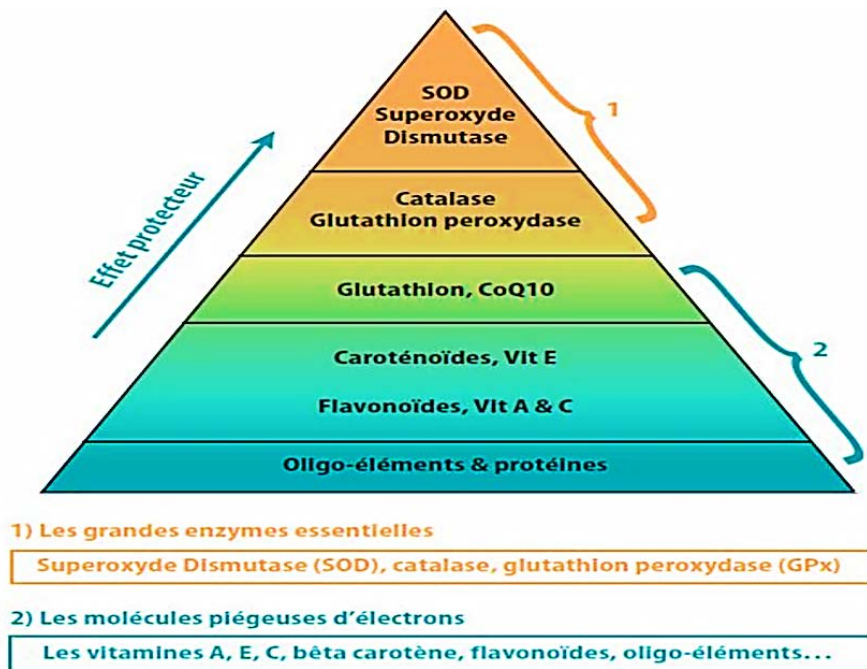 SOD
Superoxyde
Dismutase
1
Catalase
Glutathion peroxydase
Effet protecteur
Glutathion, CoQ10
Caroténoïdes, Vit E
2
Flavonoïdes, Vit A & C
Oligo-éléments & protéines
1) Les grandes enzymes essentielles
Superoxyde Dismutase (SOD), catalase, glutathion peroxydase (GPx)
2) Les molécules piégeuses d'électrons
Les vitamines A, E, C, bêta carotène, flavonoïdes, oligo-éléments...